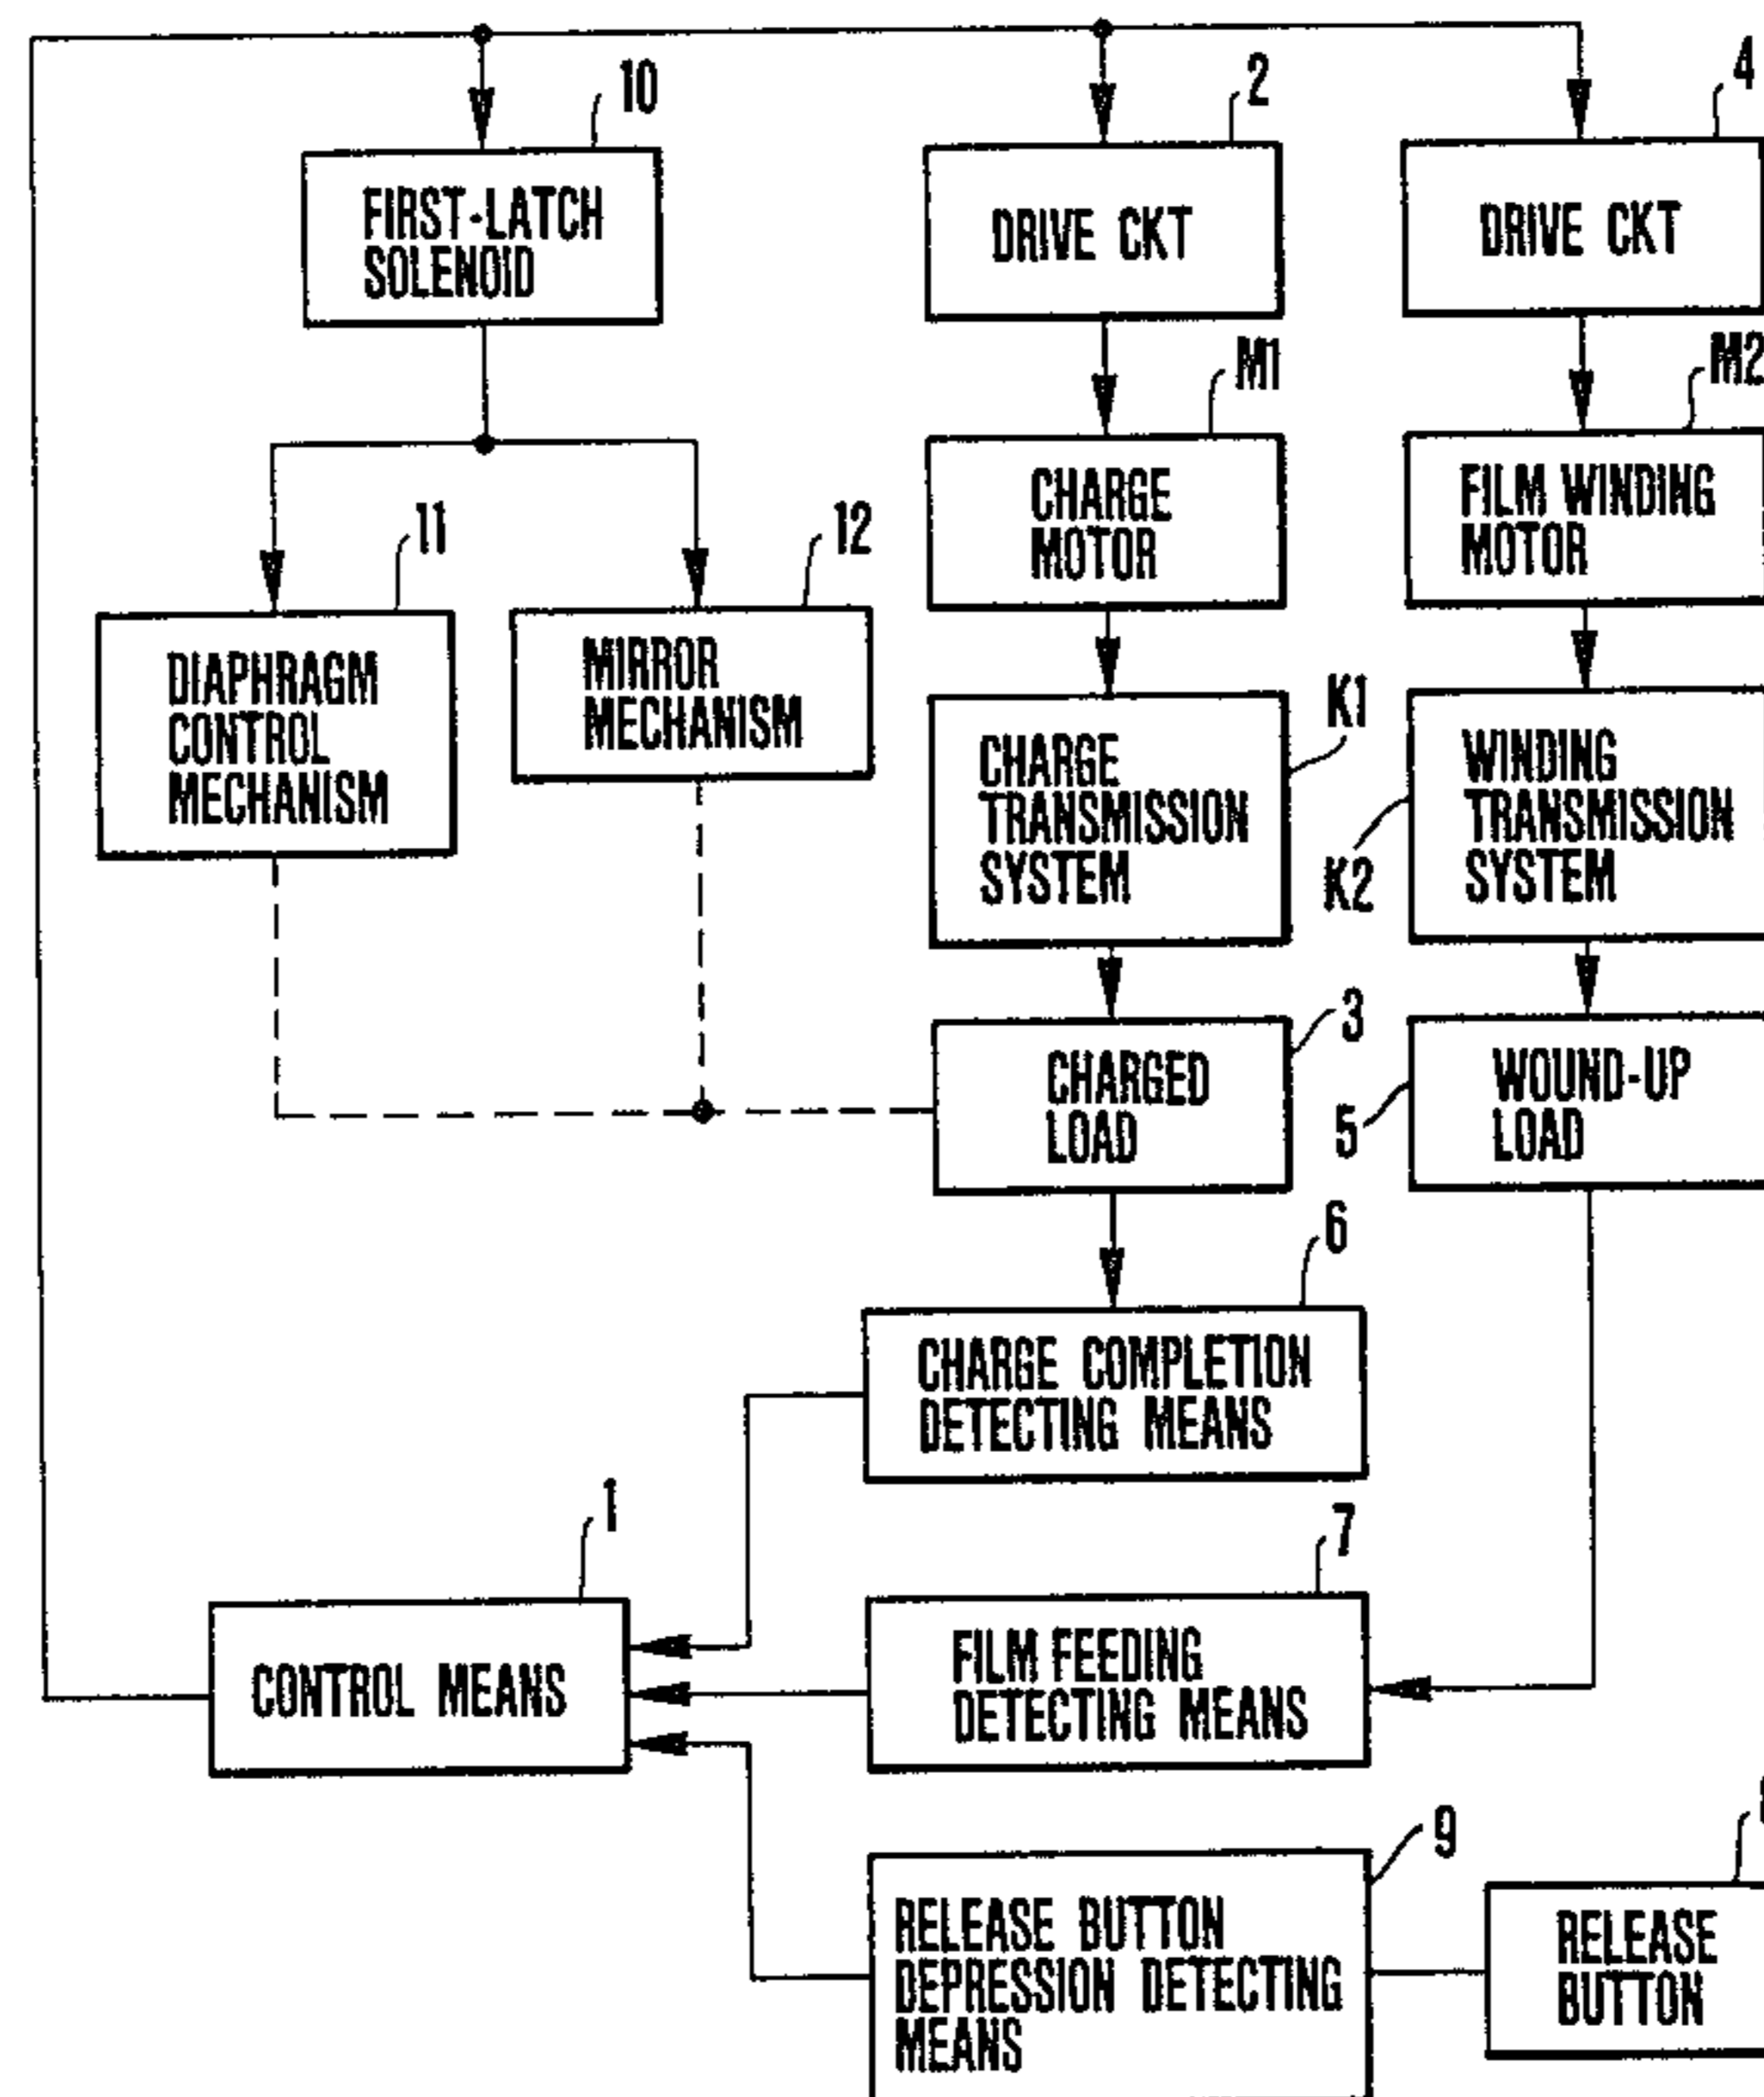 10
2
4
FIRST-LATCH
SOLENOID
DRIVE CKT
DRIVE CKT
M1
M2
CHARGE
MOTOR
FILM WINDING
MOTOR
11
12
DIAPHRAGM
CONTROL
MECHANISM
MIRROR
MECHANISM
K1
CHARGE
TRANSMISSION
SYSTEM
K2
WINDING
TRANSMISSION
SYSTEM
3
CHARGED
LOAD
5
WOUND-UP
LOAD
6
CHARGE COMPLETION
DETECTING MEANS
1
7
CONTROL MEANS
FILM FEEDING
DETECTING MEANS
9
RELEASE BUTTON
DEPRESSION DETECTING
MEANS
RELEASE
BUTTON